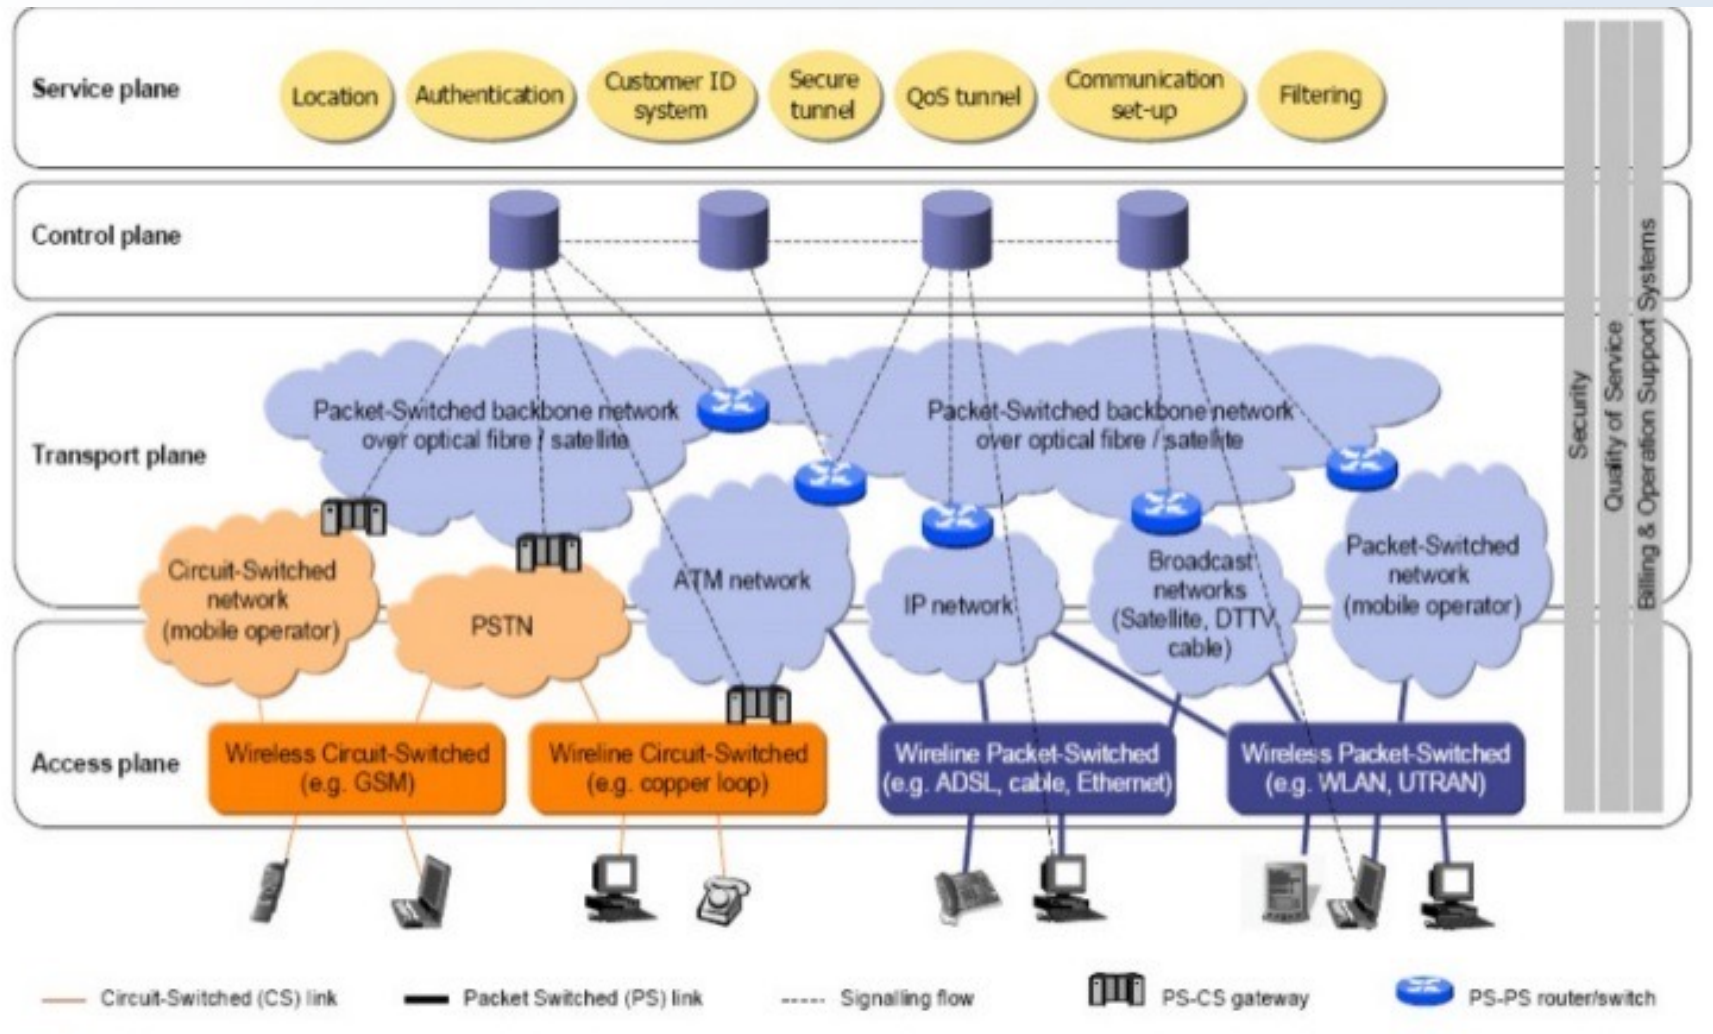 Service plane
Location
Authentication
Customer ID
system
Secure
tunnel
QoS tunnel
Communication
set-up
Filtering
Control plane
Transport plane
Packet-Switched backbone network
over optical fibre / satellite
Packet-Switched backbone network
over optical fibre / satellite
Circuit-Switched
network
(mobile operator)
PSTN
ATM network
IP network
Broadcast
networks
(Satellite, DTTV,
cable)
Packet-Switched
network
(mobile operator)
Access plane
Wireless Circuit-Switched
(e.g. GSM)
Wireline Circuit-Switched
(e.g. copper loop)
Wireline Packet-Switched
(e.g. ADSL, cable, Ethernet)
Wireless Packet-Switched
(e.g. WLAN, UTRAN)
Security
Quality of Service
Billing & Operation Support Systems
Circuit-Switched (CS) link
Packet Switched (PS) link
Signalling flow
PS-CS gateway
PS-PS router/switch